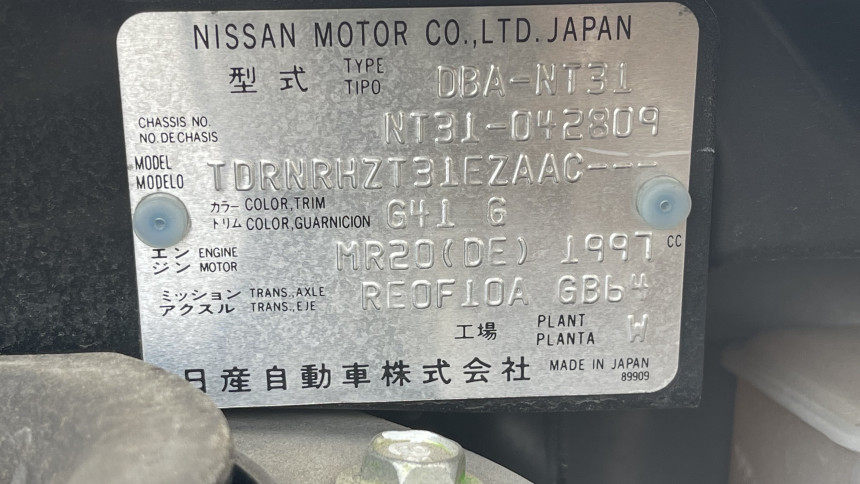 NISSAN MOTOR CO.,LTD. JAPAN
型式 TYPE TIPO DBA-NT31
CHASSIS NO. NO. DE CHASIS NT31-042809
MODEL MODELO TDRNRHZT31EZAAC---
カラー トリム COLOR,TRIM COLOR,GUARNICION G41 G
エンジン ENGINE MOTOR MR20(DE) 1997 CC
ミッション アクスル TRANS.,AXLE TRANS.,EJE RE0F10A GB64
工場 PLANT PLANTA W
日産自動車株式会社 MADE IN JAPAN
89909